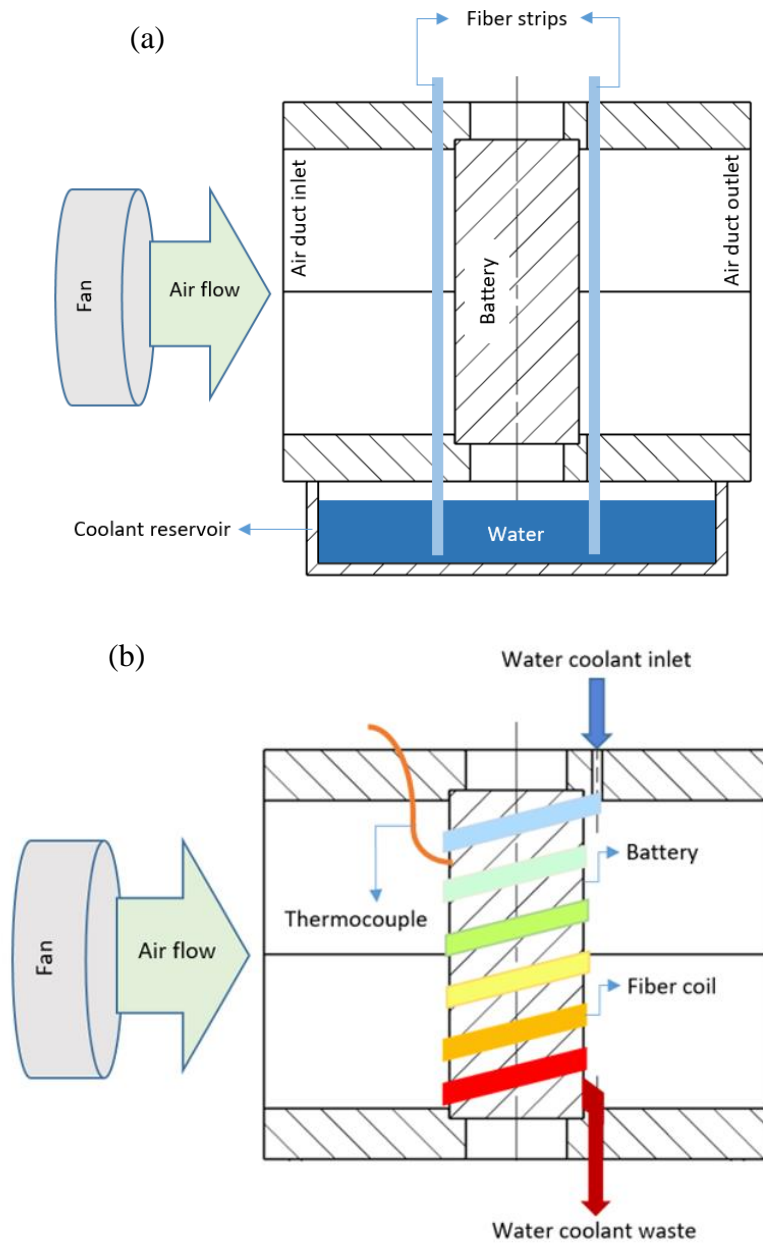 (a)
Fiber strips
Air duct inlet
Air duct outlet
Fan
Air flow
Battery
Coolant reservoir
Water
(b)
Water coolant inlet
Battery
Thermocouple
Fan
Air flow
Fiber coil
Water coolant waste